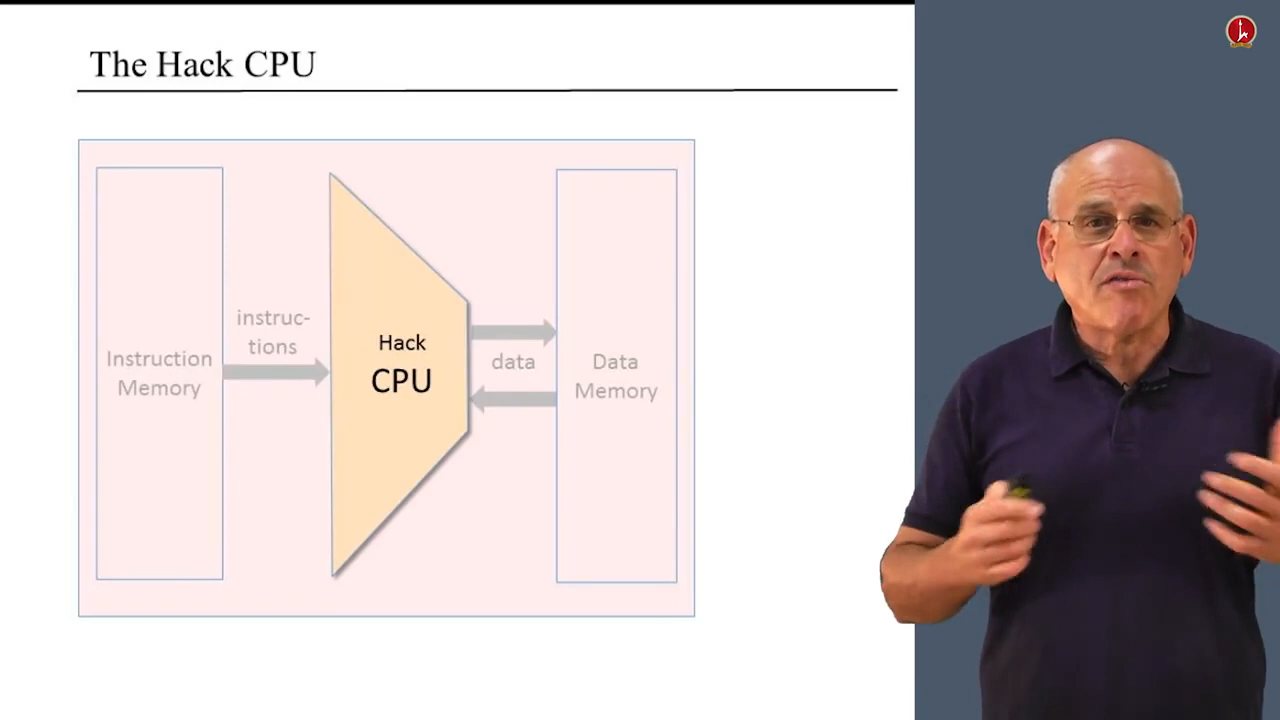 The Hack CPU
instruc-
tions
Instruction
Memory
Hack
CPU
data
Data
Memory